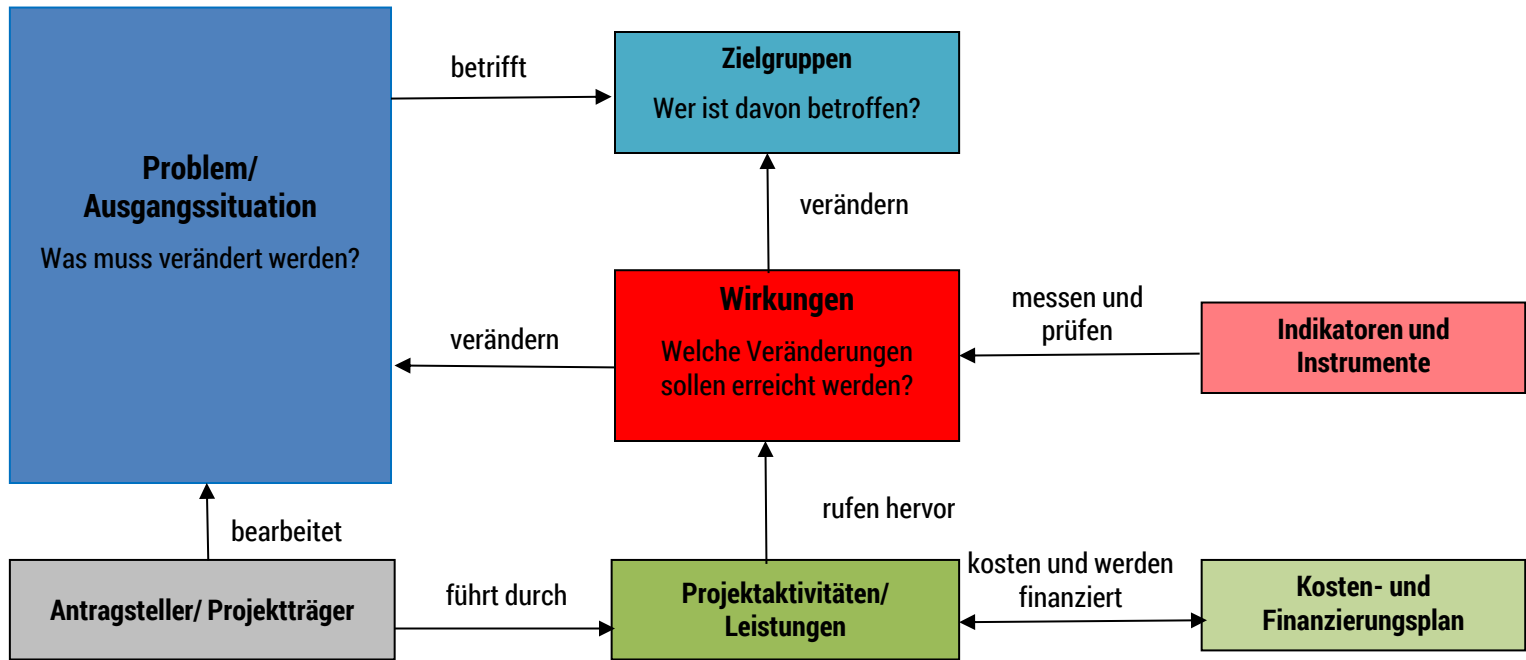 betrifft
Zielgruppen
Wer ist davon betroffen?
Problem/
Ausgangssituation
Was muss verändert werden?
verändern
verändern
Wirkungen
Welche Veränderungen
sollen erreicht werden?
messen und
prüfen
Indikatoren und
Instrumente
bearbeitet
rufen hervor
Antragsteller/ Projektträger
führt durch
Projektaktivitäten/
Leistungen
kosten und werden
finanziert
Kosten- und
Finanzierungsplan